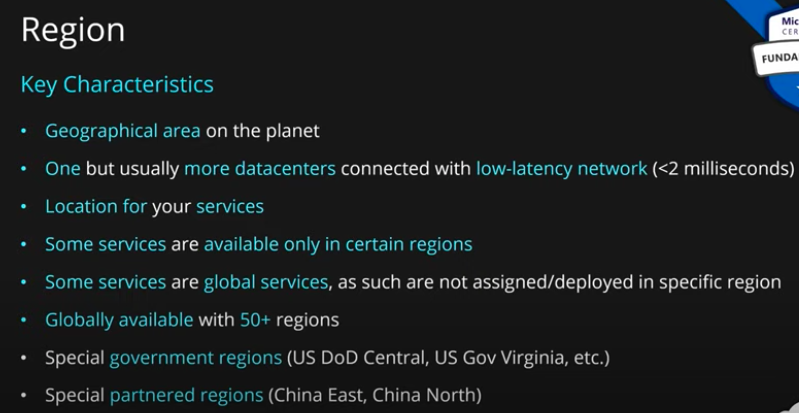 Region
Key Characteristics
• Geographical area on the planet
• One but usually more datacenters connected with low-latency network (<2 milliseconds)
• Location for your services
• Some services are available only in certain regions
• Some services are global services, as such are not assigned/deployed in specific region
• Globally available with 50+ regions
• Special government regions (US DoD Central, US Gov Virginia, etc.)
• Special partnered regions (China East, China North)